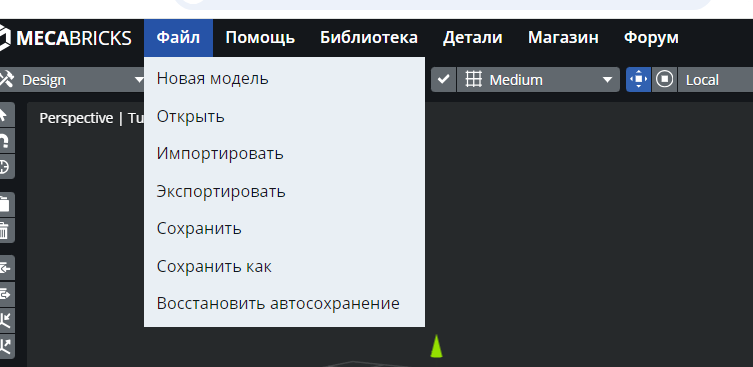 MECABRICKS Файл Помощь Библиотека Детали Магазин Форум
Design Medium Local
Perspective | Tu
Новая модель
Открыть
Импортировать
Экспортировать
Сохранить
Сохранить как
Восстановить автосохранение